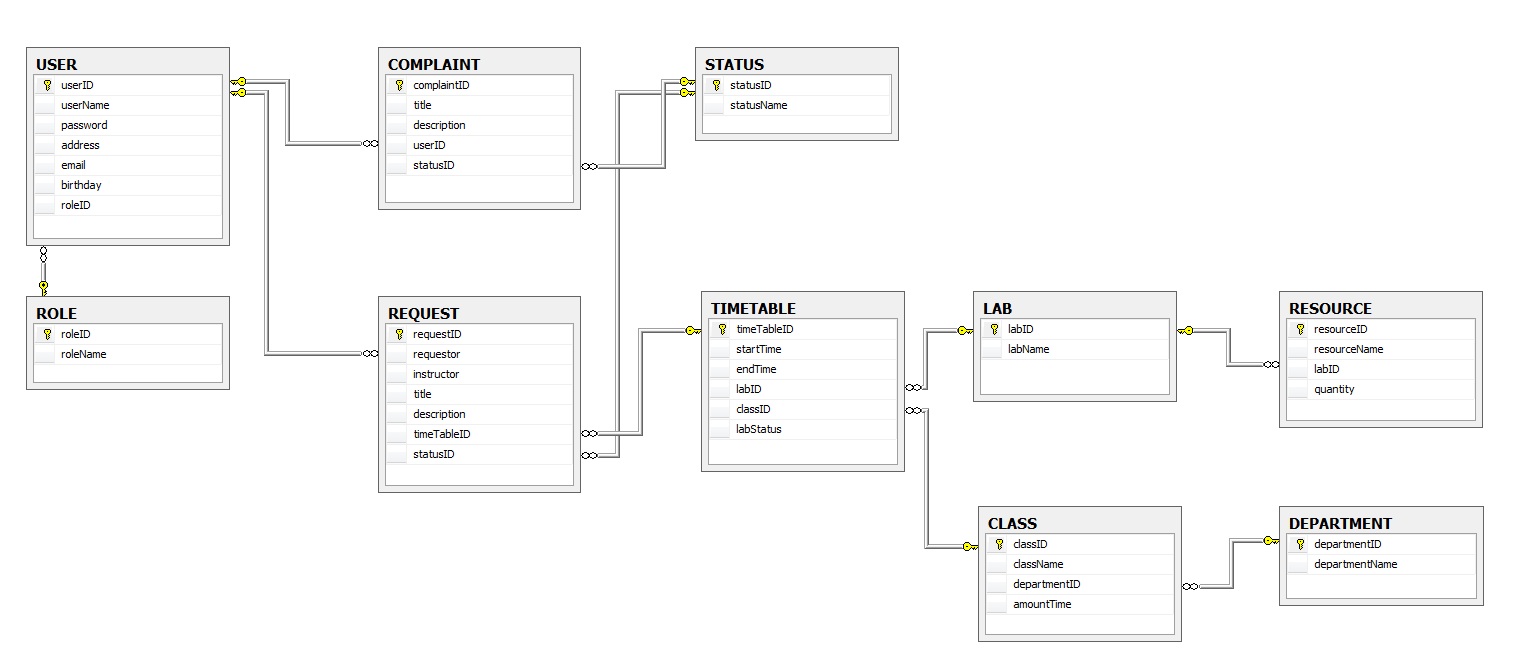 USER
userID
userName
password
address
email
birthday
roleID
COMPLAINT
complaintID
title
description
userID
statusID
STATUS
statusID
statusName
ROLE
roleID
roleName
REQUEST
requestID
requestor
instructor
title
description
timeTableID
statusID
TIMETABLE
timeTableID
startTime
endTime
labID
classID
labStatus
LAB
labID
labName
RESOURCE
resourceID
resourceName
labID
quantity
CLASS
classID
className
departmentID
amountTime
DEPARTMENT
departmentID
departmentName